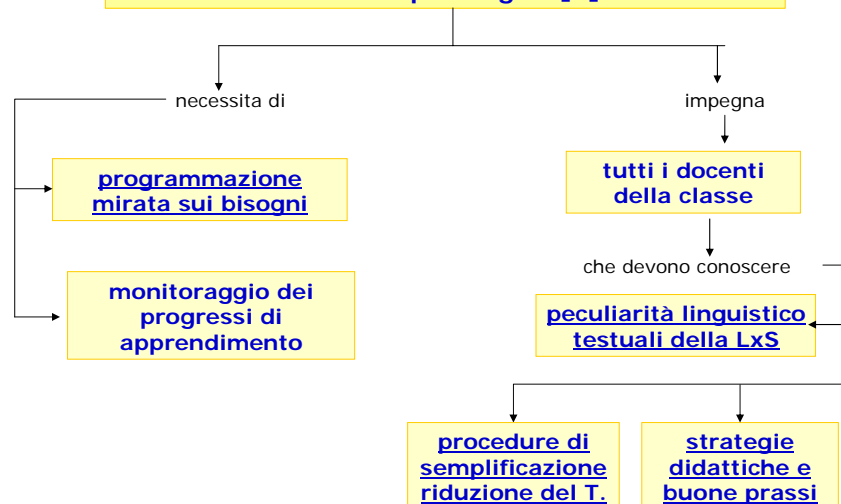 necessita di
impegna
programmazione
mirata sui bisogni
tutti i docenti
della classe
che devono conoscere
monitoraggio dei
progressi di
apprendimento
peculiarità linguistico
testuali della LxS
procedure di
semplificazione
riduzione del T.
strategie
didattiche e
buone prassi